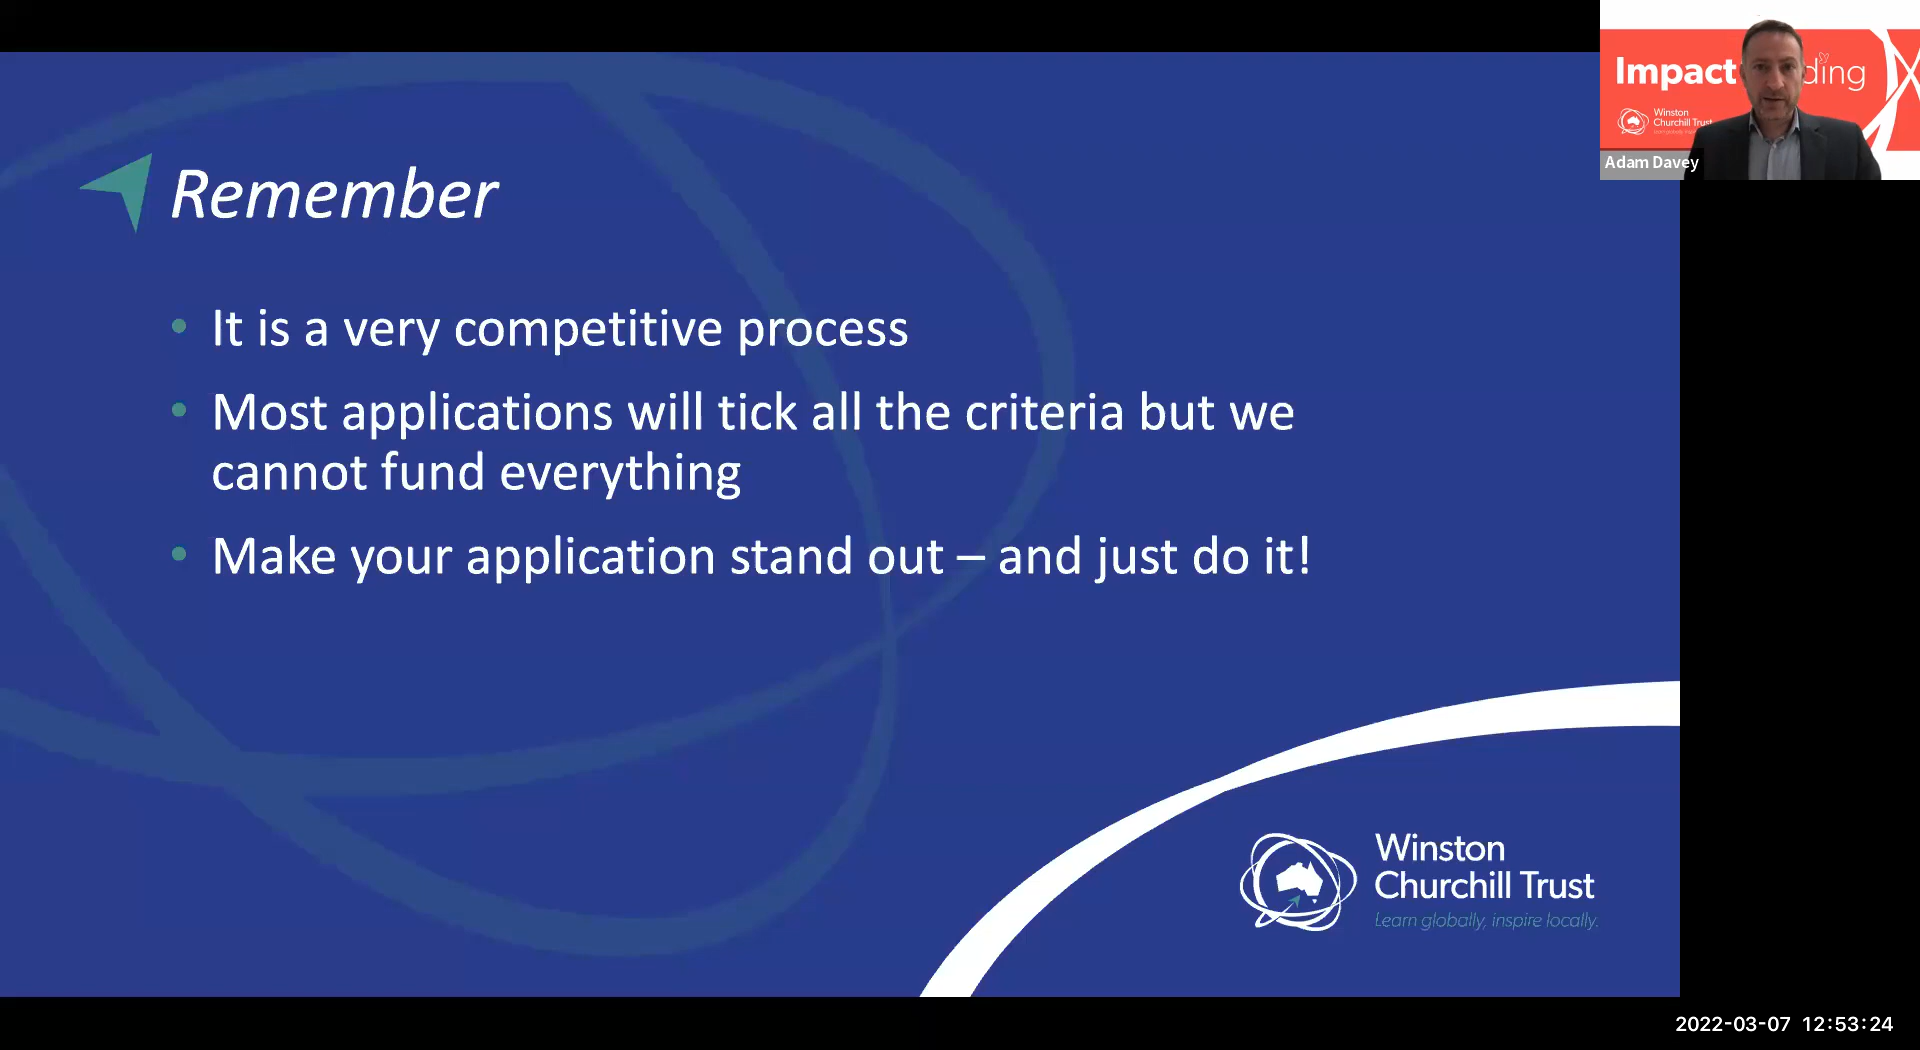 Remember
• It is a very competitive process
• Most applications will tick all the criteria but we
cannot fund everything
• Make your application stand out – and just do it!
Winston
Churchill Trust
Learn globally, inspire locally.
Impact ding
Winston
Churchill Trust
Adam Davey
2022-03-07 12:53:24